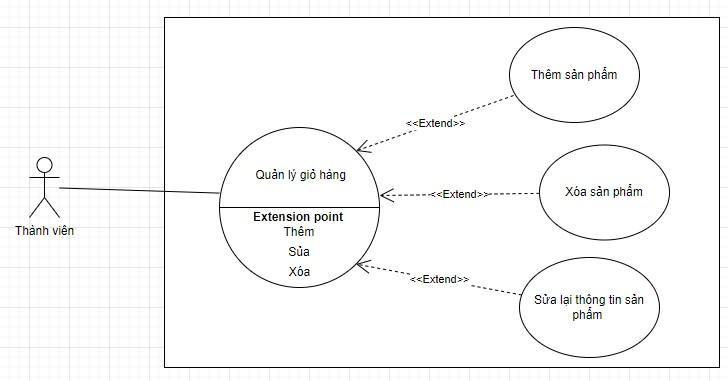 Thêm sản phẩm
<<Extend>>
Quản lý giỏ hàng
Extension point
Thêm
Sủa
Xóa
<<Extend>>
Xóa sản phẩm
Thành viên
<<Extend>>
Sửa lại thông tin sản
phẩm